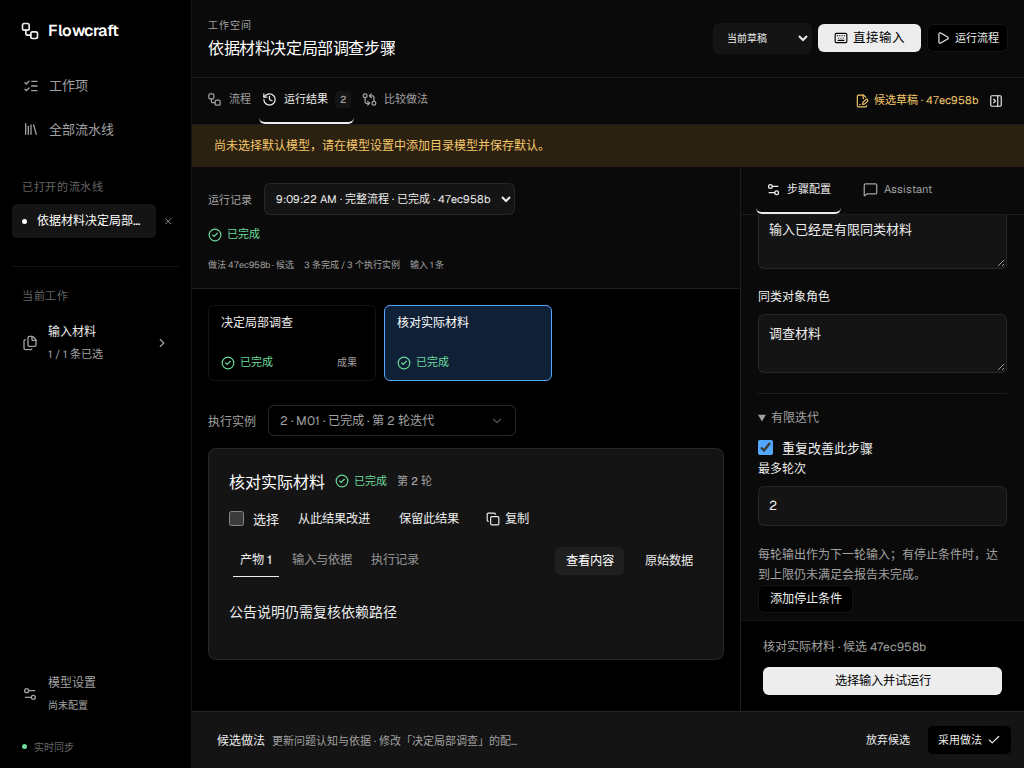 Flowcraft
工作项
全部流水线
已打开的流水线
依据材料决定局部...
当前工作
输入材料
1 / 1 条已选
模型设置
尚未配置
实时同步
工作空间
依据材料决定局部调查步骤
当前草稿
直接输入
运行流程
流程
运行结果 2
比较做法
候选草稿 · 47ec958b
尚未选择默认模型，请在模型设置中添加目录模型并保存默认。
运行记录
9:09:22 AM · 完整流程 · 已完成 · 47ec958b
已完成
做法 47ec958b · 候选 3 条完成 / 3 个执行实例 输入 1 条
决定局部调查
已完成
成果
核对实际材料
已完成
执行实例
2 · M01 · 已完成 · 第 2 轮迭代
核对实际材料
已完成
第 2 轮
选择
从此结果改进
保留此结果
复制
产物 1
输入与依据
执行记录
查看内容
原始数据
公告说明仍需复核依赖路径
步骤配置
Assistant
输入已经是有限同类材料
同类对象角色
调查材料
▼ 有限迭代
重复改善此步骤
最多轮次
2
每轮输出作为下一轮输入；有停止条件时，达
到上限仍未满足会报告未完成。
添加停止条件
核对实际材料 · 候选 47ec958b
选择输入并试运行
候选做法
更新问题认知与依据 · 修改「决定局部调查」的配...
放弃候选
采用做法